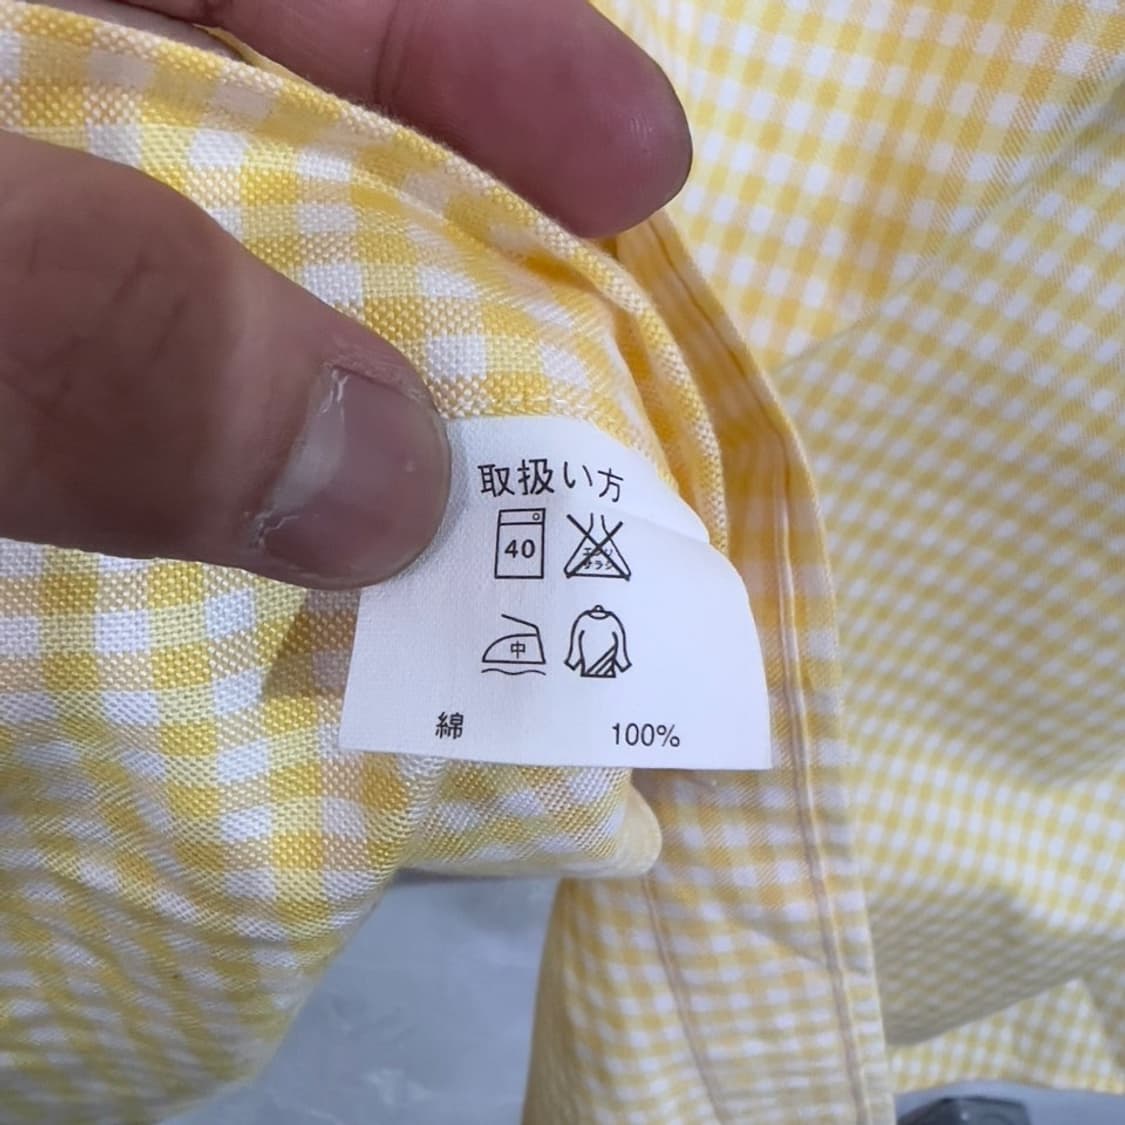 取扱い方
40
エンソ
サラシ
中
綿 100%